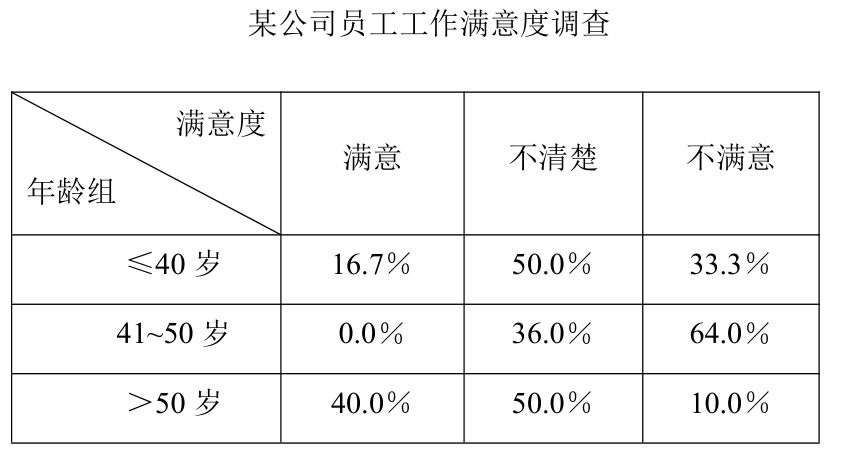 某公司员工工作满意度调查
满意度
年龄组
满意 不清楚 不满意
≤40 岁 16.7% 50.0% 33.3%
41~50 岁 0.0% 36.0% 64.0%
＞50 岁 40.0% 50.0% 10.0%